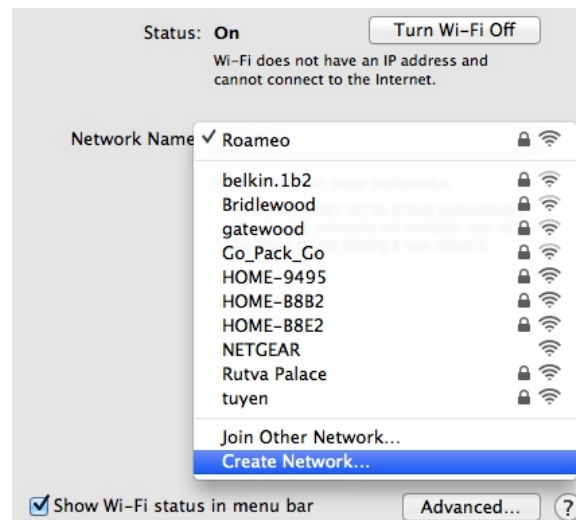 Status: On
Turn Wi-Fi Off
Wi-Fi does not have an IP address and
cannot connect to the Internet.
Network Name
✓ Roameo
belkin.1b2
Bridlewood
gatewood
Go_Pack_Go
HOME-9495
HOME-B8B2
HOME-B8E2
NETGEAR
Rutva Palace
tuyen
Join Other Network...
Create Network...
Show Wi-Fi status in menu bar
Advanced...
?